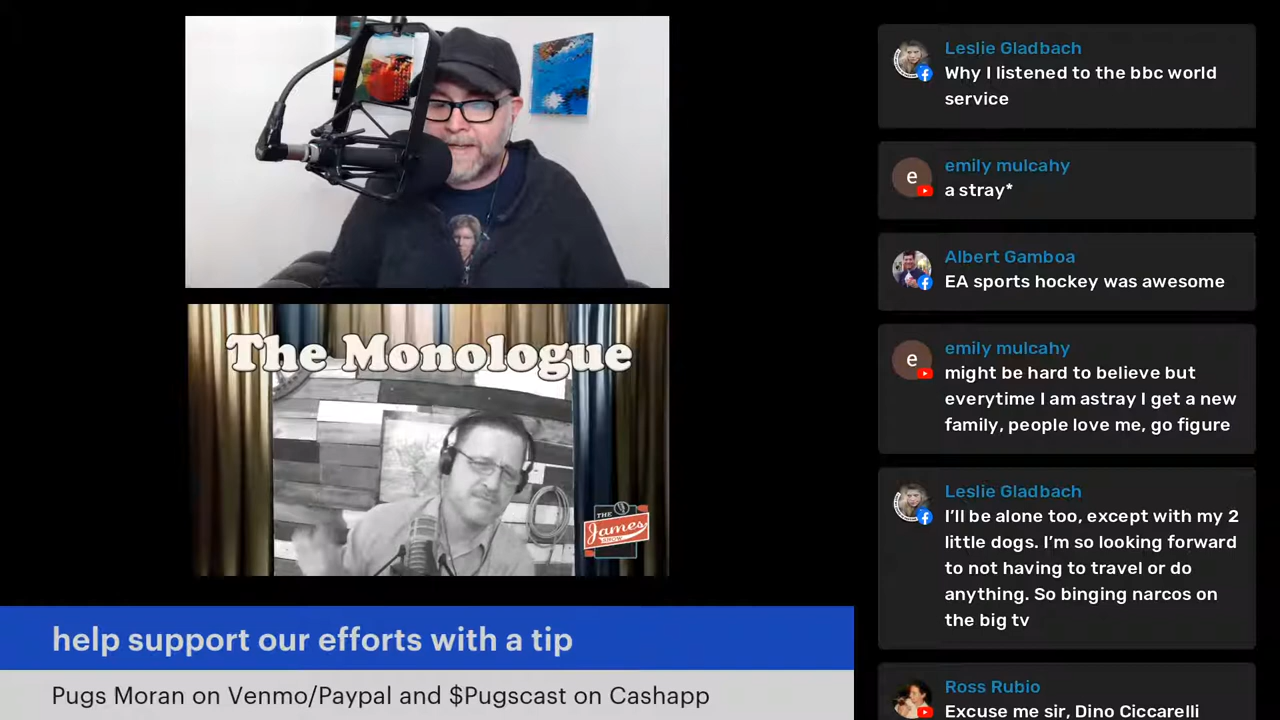 The Monologue
THE
James
SHOW
help support our efforts with a tip
Pugs Moran on Venmo/Paypal and $Pugscast on Cashapp
Leslie Gladbach
Why I listened to the bbc world
service
e
emily mulcahy
a stray*
Albert Gamboa
EA sports hockey was awesome
e
emily mulcahy
might be hard to believe but
everytime I am astray I get a new
family, people love me, go figure
Leslie Gladbach
I'll be alone too, except with my 2
little dogs. I'm so looking forward
to not having to travel or do
anything. So binging narcos on
the big tv
Ross Rubio
Excuse me sir, Dino Ciccarelli